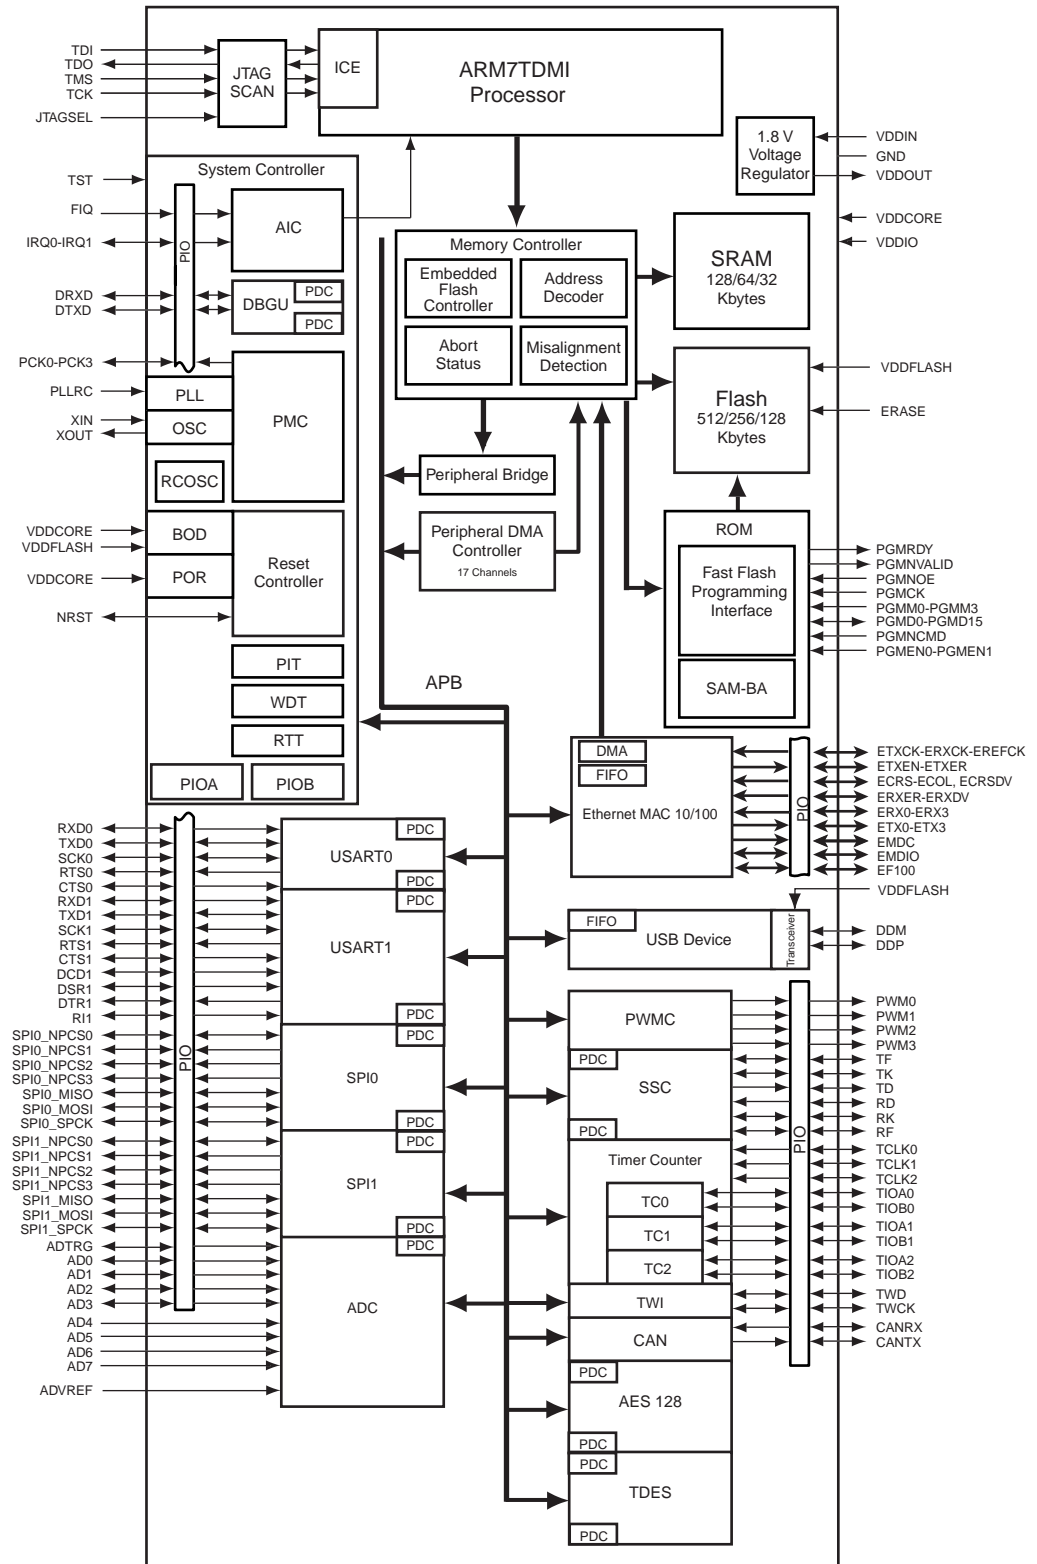 TDI
TDO
TMS
TCK
JTAGSEL
JTAG
SCAN
ICE
ARM7TDMI
Processor
1.8 V
Voltage
Regulator
VDDIN
GND
VDDOUT
VDDCORE
VDDIO
System Controller
TST
FIQ
IRQ0-IRQ1
PIO
AIC
DRXD
DTXD
DBGU
PDC
PDC
PCK0-PCK3
PLLRC
PLL
XIN
XOUT
OSC
RCOSC
PMC
VDDCORE
VDDFLASH
BOD
VDDCORE
POR
Reset
Controller
NRST
PIT
WDT
RTT
PIOA
PIOB
Memory Controller
Embedded
Flash
Controller
Address
Decoder
Abort
Status
Misalignment
Detection
SRAM
128/64/32
Kbytes
Flash
512/256/128
Kbytes
VDDFLASH
ERASE
Peripheral Bridge
Peripheral DMA
Controller
17 Channels
APB
ROM
Fast Flash
Programming
Interface
SAM-BA
PGMRDY
PGMNVALID
PGMNOE
PGMCK
PGMM0-PGMM3
PGMD0-PGMD15
PGMNCMD
PGMEN0-PGMEN1
DMA
FIFO
Ethernet MAC 10/100
PIO
ETXCK-ERXCK-EREFCK
ETXEN-ETXER
ECRS-ECOL, ECRSDV
ERXER-ERXDV
ERX0-ERX3
ETX0-ETX3
EMDC
EMDIO
EF100
VDDFLASH
FIFO
USB Device
Transceiver
DDM
DDP
RXD0
TXD0
SCK0
RTS0
CTS0
RXD1
TXD1
SCK1
RTS1
CTS1
DCD1
DSR1
DTR1
RI1
SPI0_NPCS0
SPI0_NPCS1
SPI0_NPCS2
SPI0_NPCS3
SPI0_MISO
SPI0_MOSI
SPI0_SPCK
SPI1_NPCS0
SPI1_NPCS1
SPI1_NPCS2
SPI1_NPCS3
SPI1_MISO
SPI1_MOSI
SPI1_SPCK
ADTRG
AD0
AD1
AD2
AD3
AD4
AD5
AD6
AD7
ADVREF
PIO
PDC
USART0
PDC
PDC
USART1
PDC
PDC
SPI0
PDC
PDC
SPI1
PDC
PDC
ADC
PWMC
PDC
SSC
PDC
Timer Counter
TC0
TC1
TC2
TWI
CAN
PDC
AES 128
PDC
PDC
TDES
PDC
PIO
PWM0
PWM1
PWM2
PWM3
TF
TK
TD
RD
RK
RF
TCLK0
TCLK1
TCLK2
TIOA0
TIOB0
TIOA1
TIOB1
TIOA2
TIOB2
TWD
TWCK
CANRX
CANTX